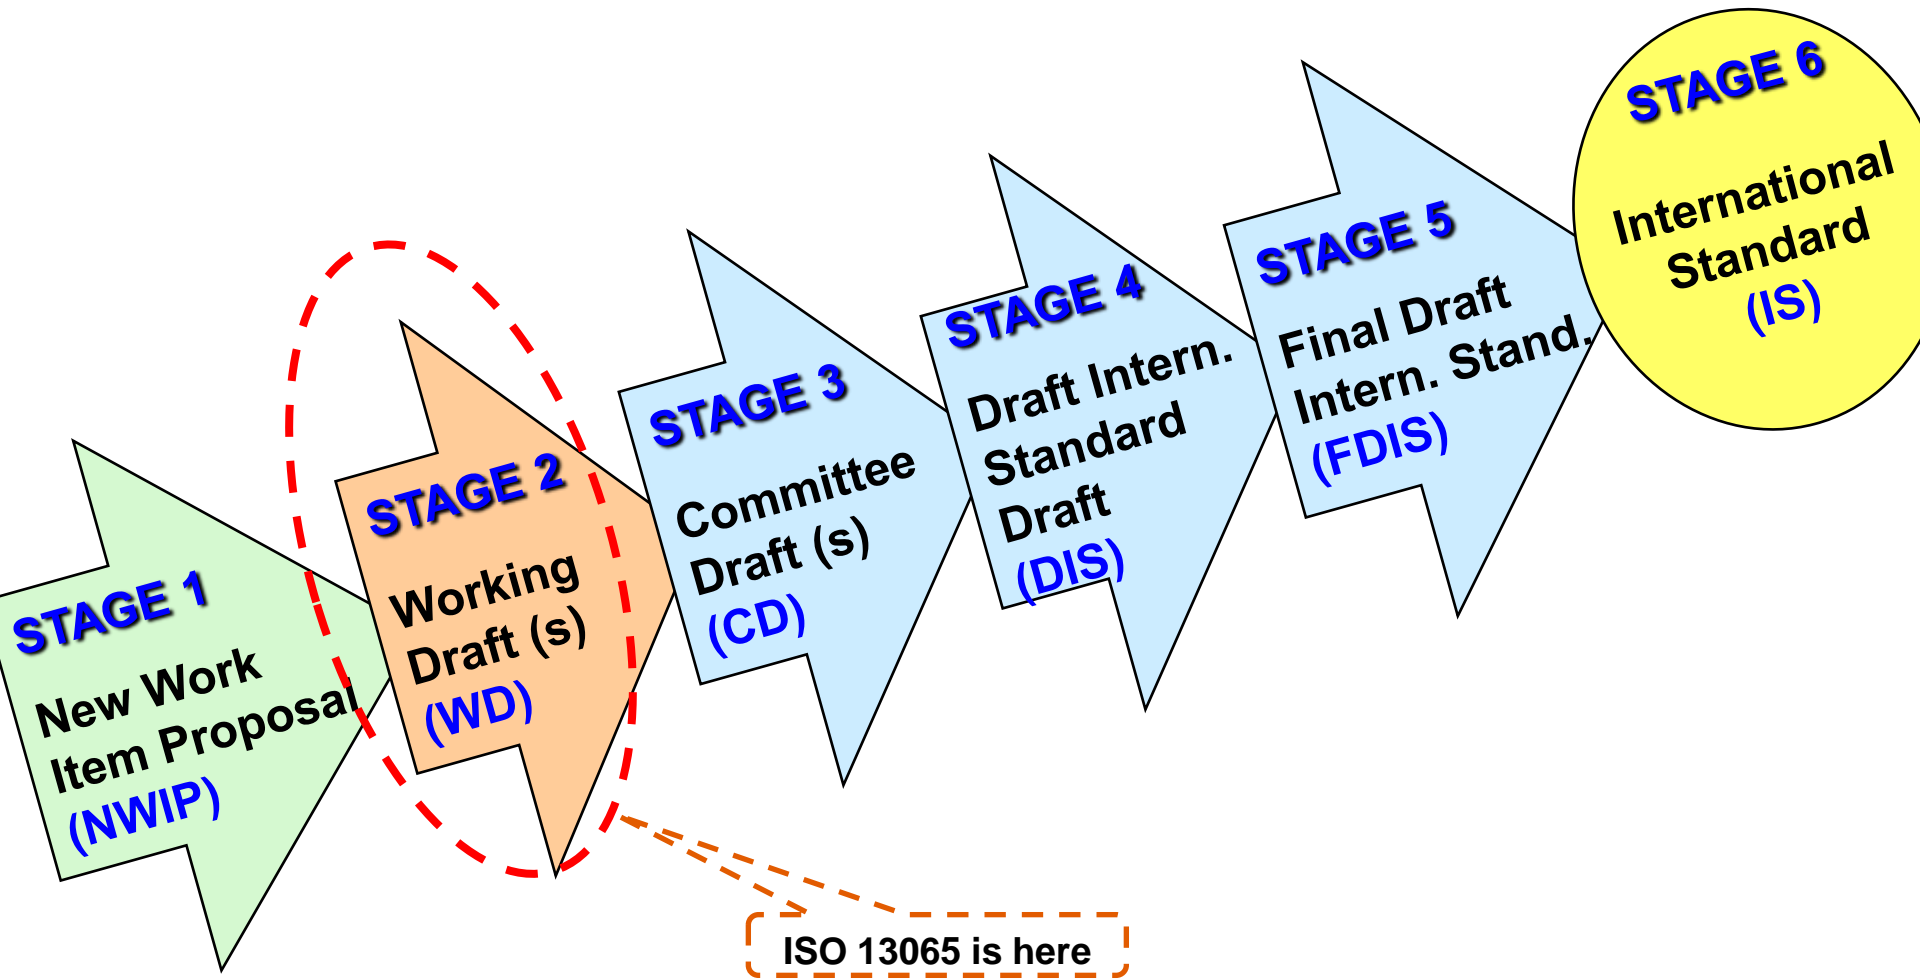 STAGE 1
New Work
Item Proposal
(NWIP)
STAGE 2
Working
Draft (s)
(WD)
STAGE 3
Committee
Draft (s)
(CD)
STAGE 4
Draft Intern.
Standard
Draft
(DIS)
STAGE 5
Final Draft
Intern. Stand.
(FDIS)
STAGE 6
International
Standard
(IS)
ISO 13065 is here